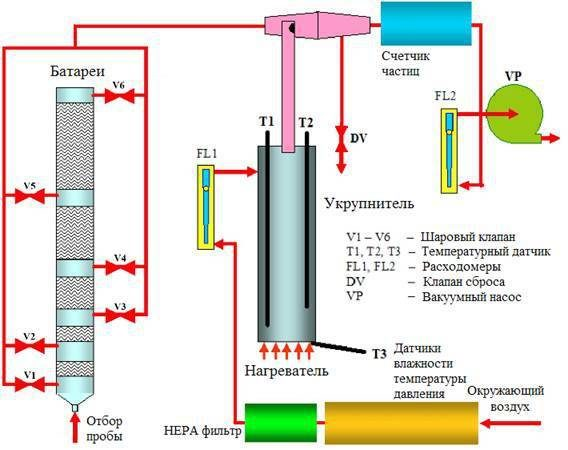 Батареи
V6
V5
V4
V3
V2
V1
Отбор
пробы
FL1
T1
T2
DV
Счетчик
частиц
FL2
VP
Укрупнитель
V1 – V6 – Шаровый клапан
T1, T2, T3 – Температурный датчик
FL1, FL2 – Расходомеры
DV – Клапан сброса
VP – Вакуумный насос
Нагреватель
T3
Датчики
влажности
температуры
давления
Окружающий
воздух
НЕРА фильтр